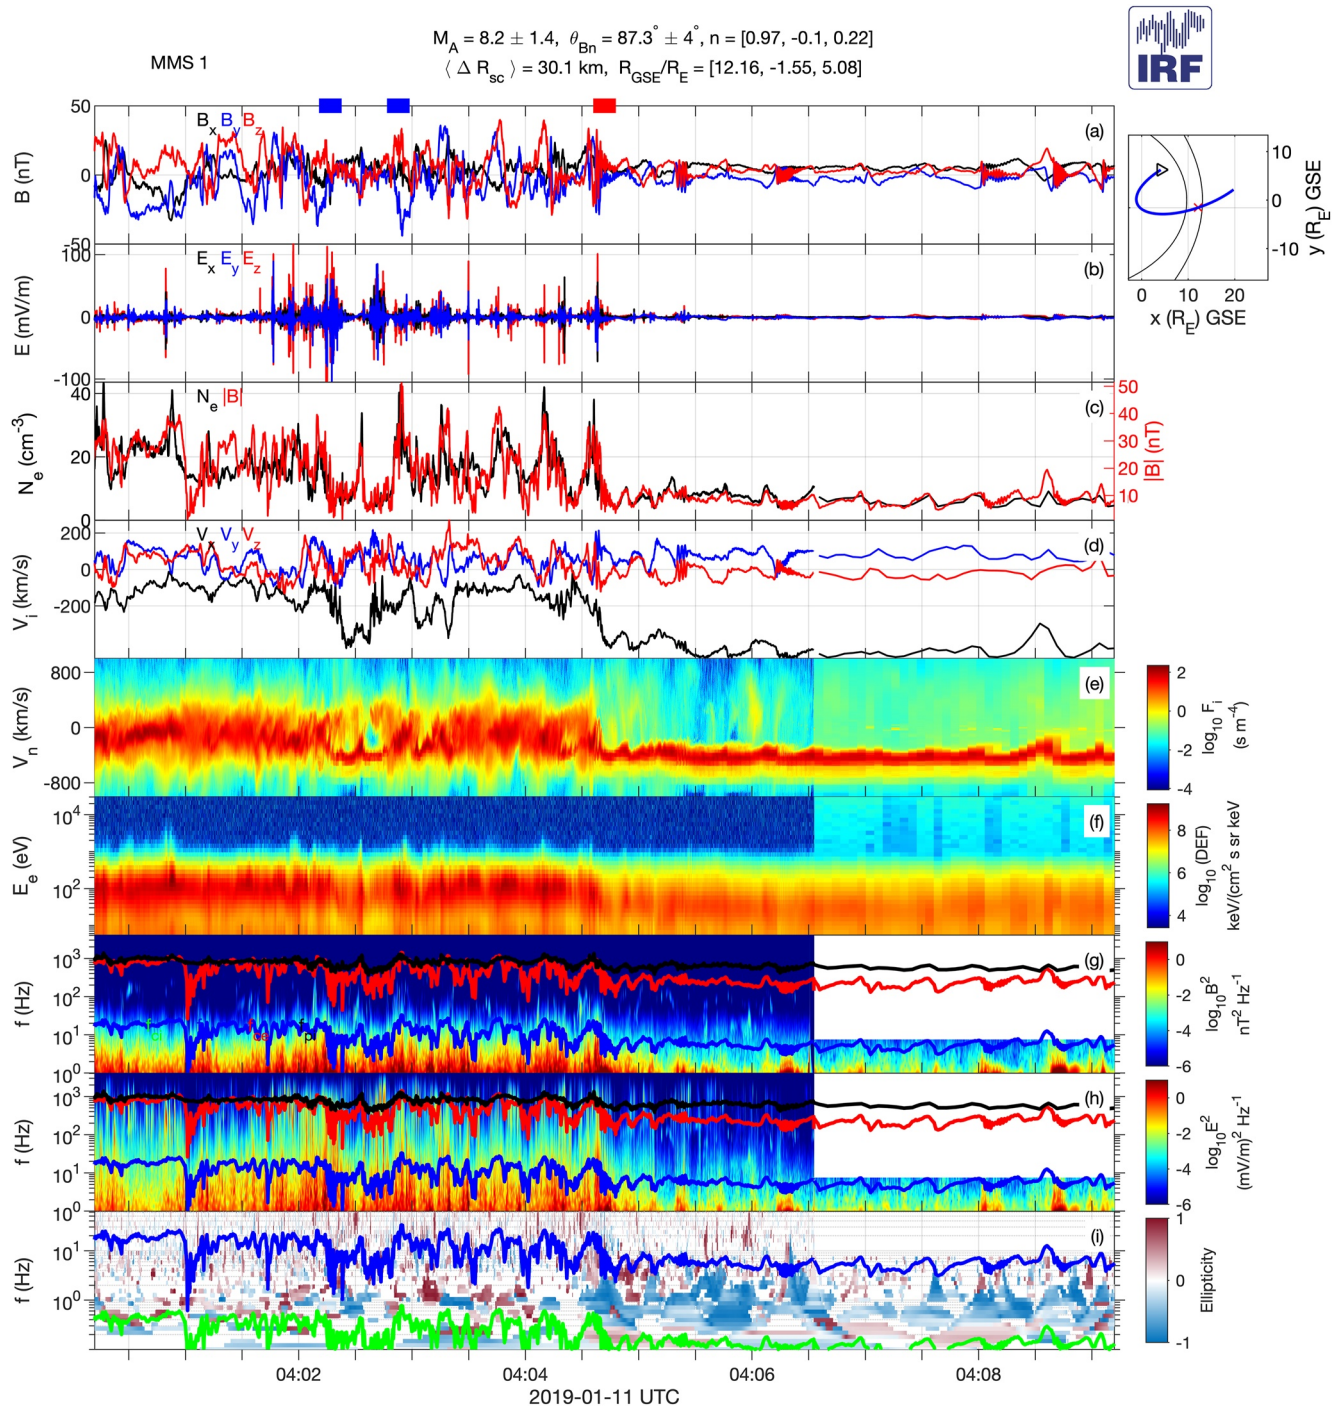 MMS 1
M_A = 8.2 ± 1.4, θ_Bn = 87.3° ± 4°, n = [0.97, -0.1, 0.22]
⟨ Δ R_sc ⟩ = 30.1 km, R_GSE/R_E = [12.16, -1.55, 5.08]
IRF
10
0
-10
y (R_E) GSE
0 10 20
x (R_E) GSE
50
0
-50
B (nT)
B_x B_y B_z
(a)
100
0
-100
E (mV/m)
E_x E_y E_z
(b)
40
20
0
N_e (cm^-3)
N_e |B|
(c)
50
40
30
20
10
|B| (nT)
200
0
-200
V_i (km/s)
V_x V_y V_z
(d)
800
0
-800
V_n (km/s)
(e)
2
0
-2
-4
log_10 F_i
(s m^-4)
10^4
10^2
E_e (eV)
(f)
8
6
4
log_10 (DEF)
keV/(cm^2 s sr keV)
10^3
10^2
10^1
10^0
f (Hz)
(g)
0
-2
-4
-6
log_10 B^2
nT^2 Hz^-1
10^3
10^2
10^1
10^0
f (Hz)
(h)
0
-2
-4
-6
log_10 E^2
(mV/m)^2 Hz^-1
10^1
10^0
f (Hz)
(i)
1
0
-1
Ellipticity
04:02 04:04 04:06 04:08
2019-01-11 UTC